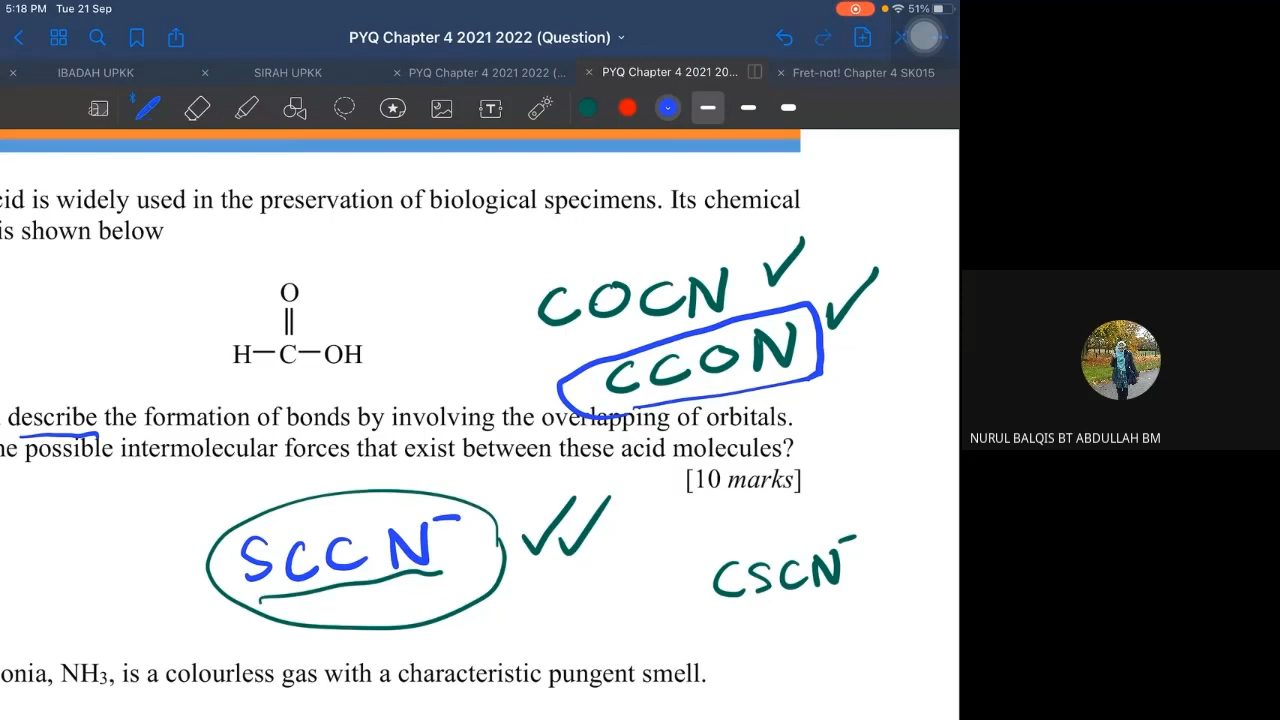 5:18 PM Tue 21 Sep
51%
PYQ Chapter 4 2021 2022 (Question)
IBADAH UPKK
SIRAH UPKK
PYQ Chapter 4 2021 2022 (...
PYQ Chapter 4 2021 20...
Fret-not! Chapter 4 SK015
cid is widely used in the preservation of biological specimens. Its chemical
is shown below
COCN ✓
CCON ✓
O
H—C—OH
describe the formation of bonds by involving the overlapping of orbitals.
he possible intermolecular forces that exist between these acid molecules?
[10 marks]
SCCN⁻ ✓✓
CSCN⁻
onia, NH₃, is a colourless gas with a characteristic pungent smell.
NURUL BALQIS BT ABDULLAH BM